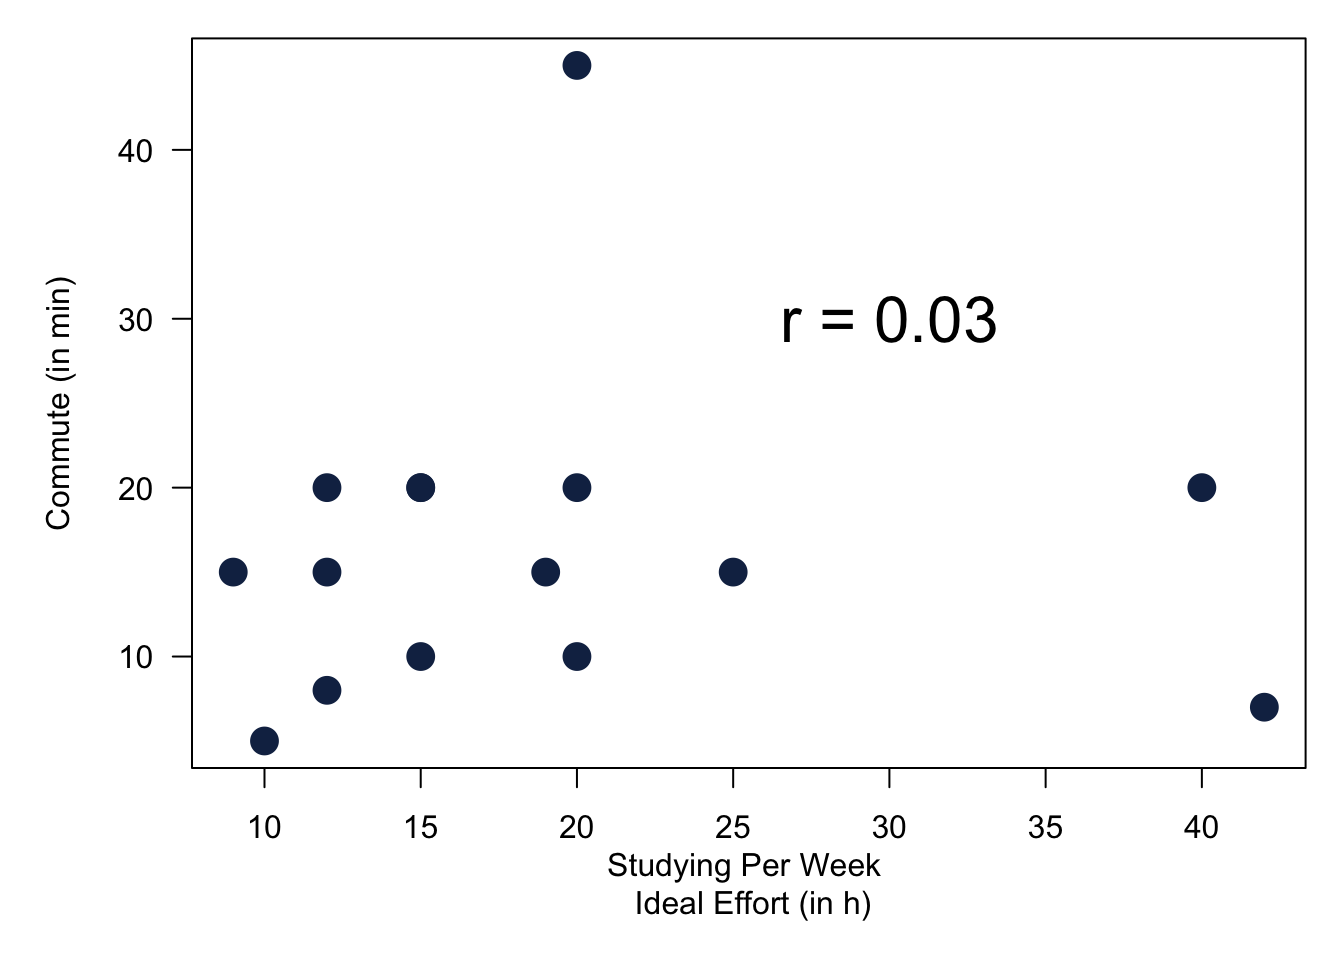 40
30
20
10
Commute (in min)
r = 0.03
10 15 20 25 30 35 40
Studying Per Week
Ideal Effort (in h)